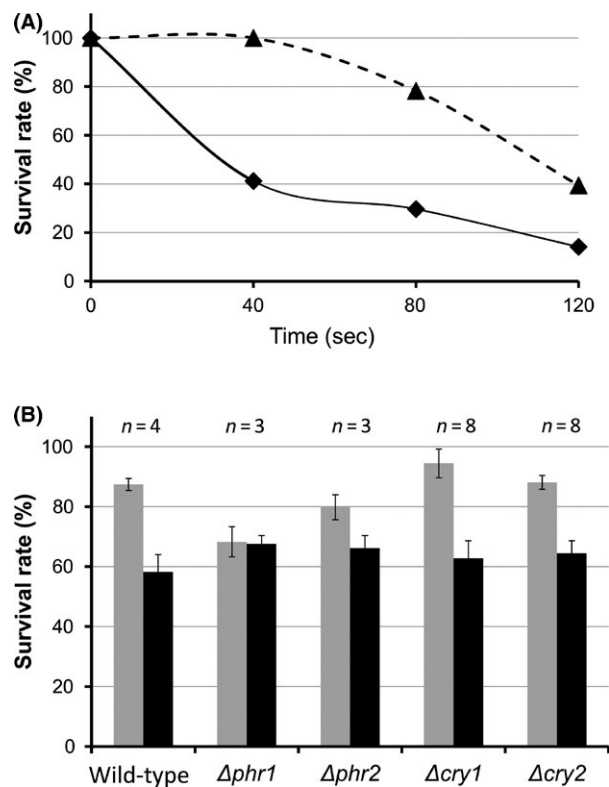 (A)
Survival rate (%)
100
80
60
40
20
0
0 40 80 120
Time (sec)
(B)
n = 4 n = 3 n = 3 n = 8 n = 8
Survival rate (%)
100
80
60
40
20
0
Wild-type Δphr1 Δphr2 Δcry1 Δcry2